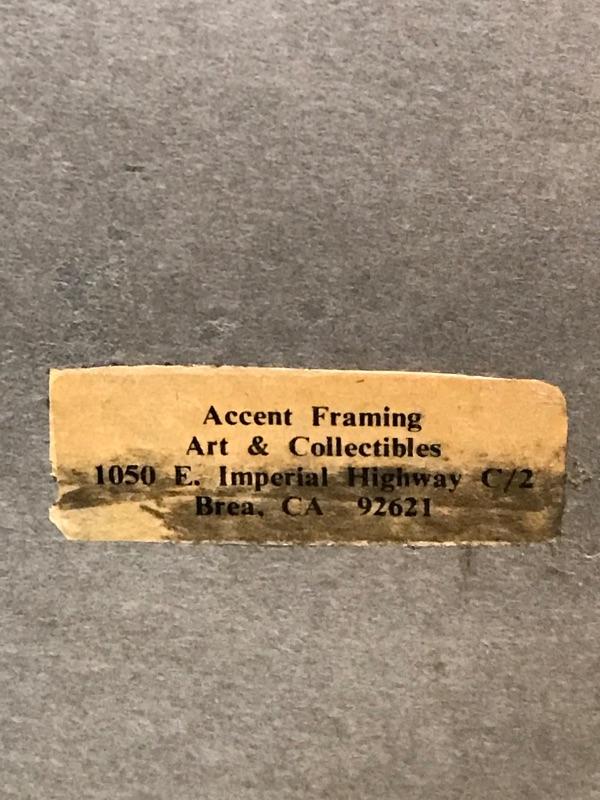 Accent Framing
Art & Collectibles
1050 E. Imperial Highway C/2
Brea, CA 92621